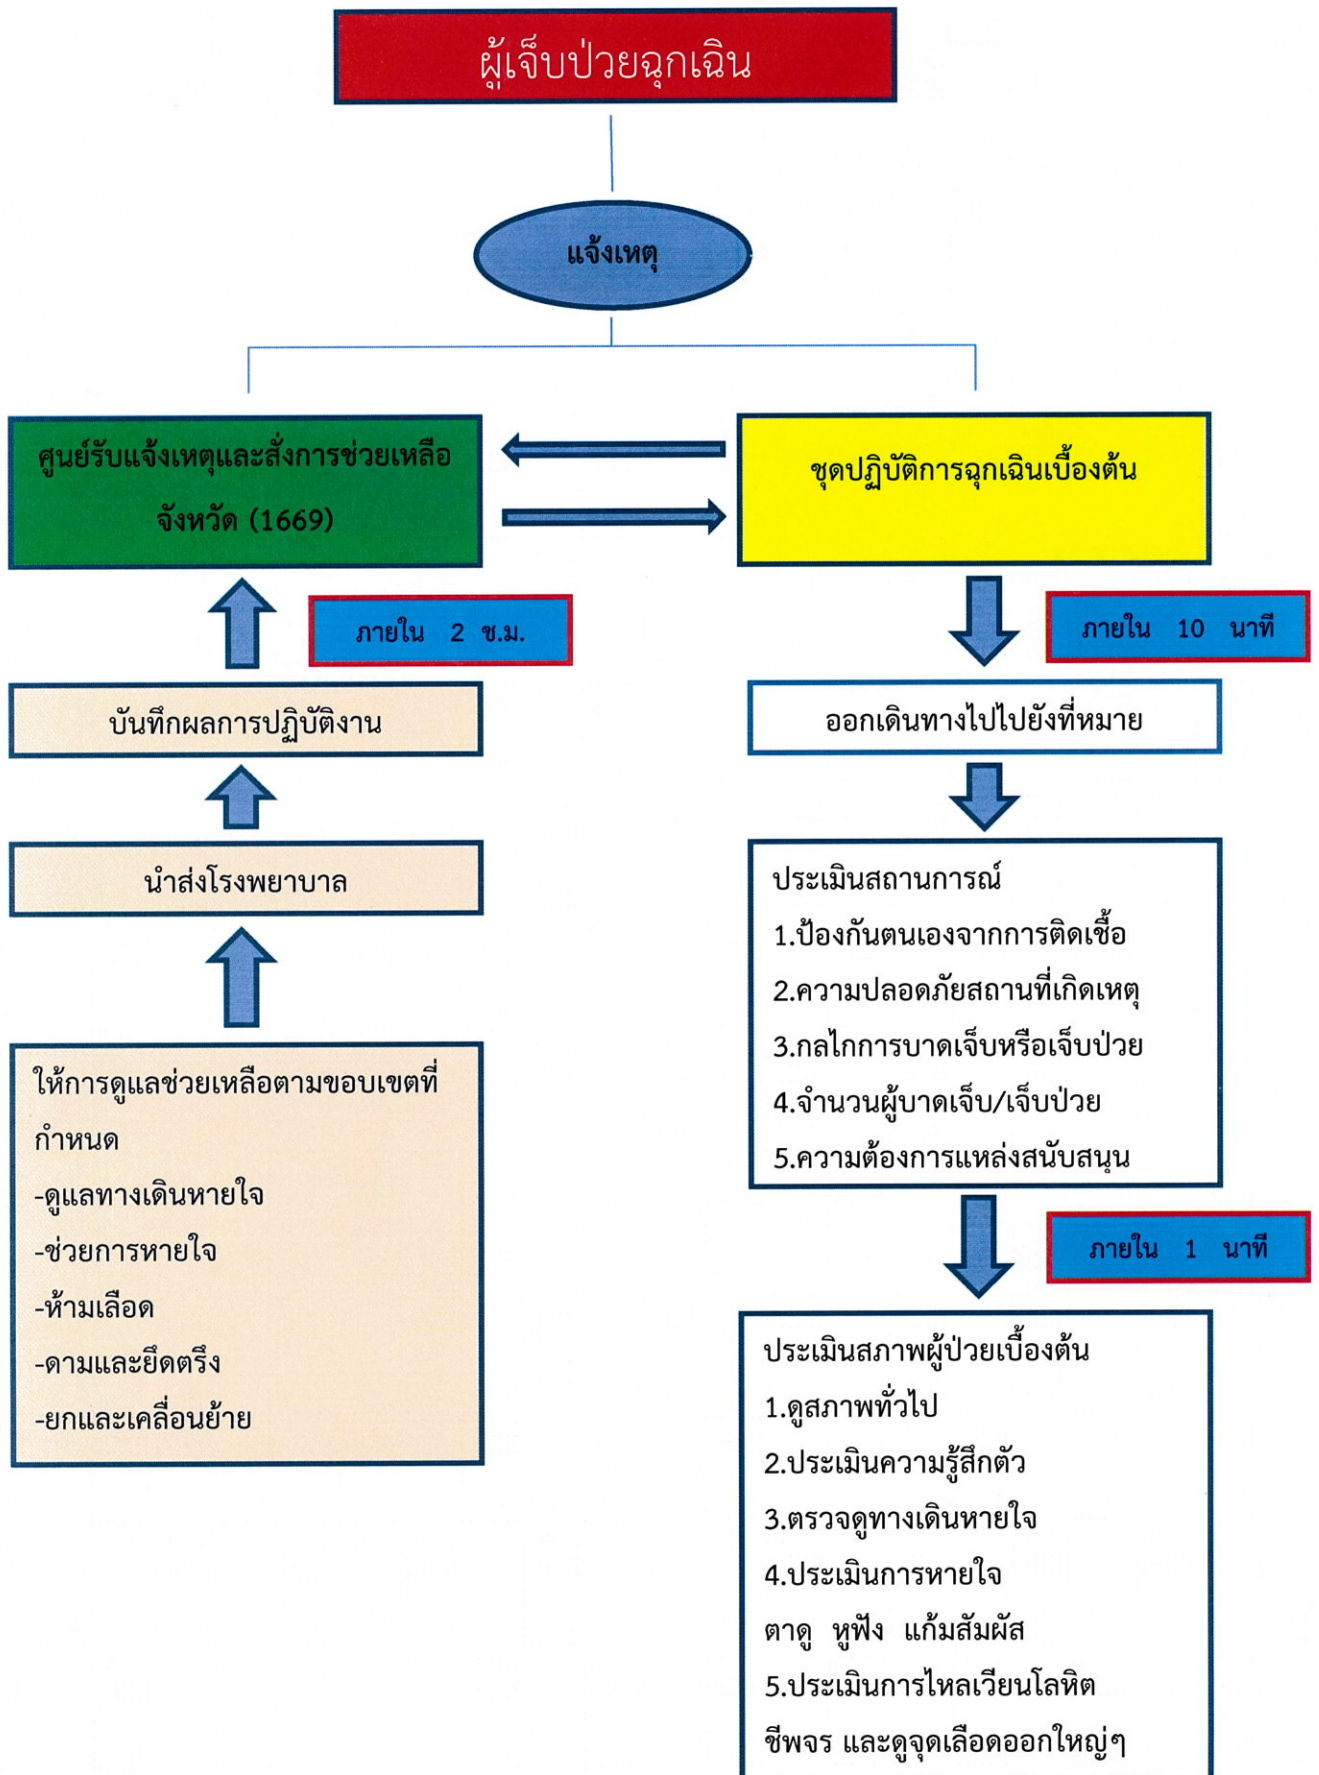 ผู้เจ็บป่วยฉุกเฉิน
แจ้งเหตุ
ศูนย์รับแจ้งเหตุและสั่งการช่วยเหลือ
จังหวัด (1669)
ชุดปฏิบัติการฉุกเฉินเบื้องต้น
ภายใน 2 ช.ม.
ภายใน 10 นาที
บันทึกผลการปฏิบัติงาน
ออกเดินทางไปไปยังที่หมาย
นำส่งโรงพยาบาล
ประเมินสถานการณ์
1.ป้องกันตนเองจากการติดเชื้อ
2.ความปลอดภัยสถานที่เกิดเหตุ
3.กลไกการบาดเจ็บหรือเจ็บป่วย
4.จำนวนผู้บาดเจ็บ/เจ็บป่วย
5.ความต้องการแหล่งสนับสนุน
ให้การดูแลช่วยเหลือตามขอบเขตที่
กำหนด
-ดูแลทางเดินหายใจ
-ช่วยการหายใจ
-ห้ามเลือด
-ดามและยึดตรึง
-ยกและเคลื่อนย้าย
ภายใน 1 นาที
ประเมินสภาพผู้ป่วยเบื้องต้น
1.ดูสภาพทั่วไป
2.ประเมินความรู้สึกตัว
3.ตรวจดูทางเดินหายใจ
4.ประเมินการหายใจ
ตาดู หูฟัง แก้มสัมผัส
5.ประเมินการไหลเวียนโลหิต
ชีพจร และดูจุดเลือดออกใหญ่ๆ